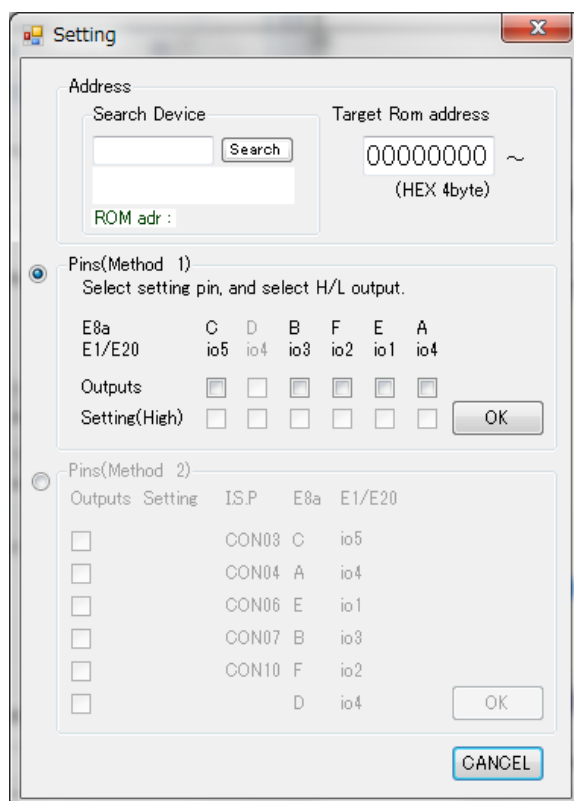 Setting
Address
Search Device
Search
ROM adr :
Target Rom address
00000000 ～
(HEX 4byte)
Pins(Method 1)
Select setting pin, and select H/L output.
E8a C D B F E A
E1/E20 io5 io4 io3 io2 io1 io4
Outputs
Setting(High)
OK
Pins(Method 2)
Outputs Setting I.S.P E8a E1/E20
CON03 C io5
CON04 A io4
CON06 E io1
CON07 B io3
CON10 F io2
D io4
OK
CANCEL